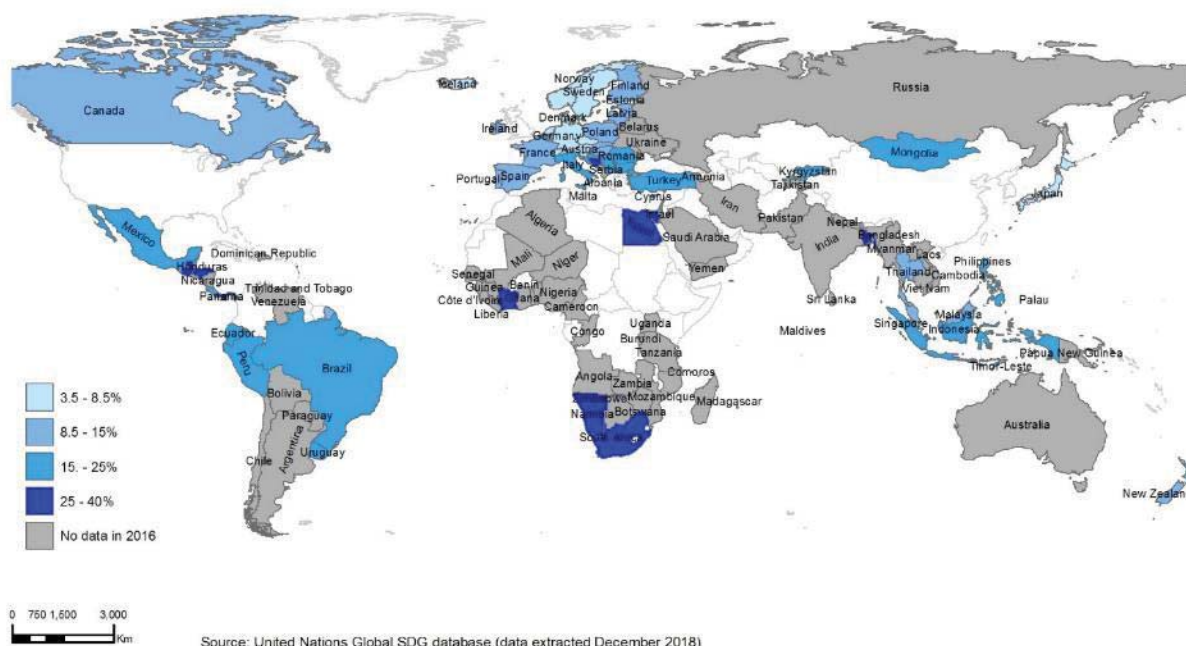 Canada
Iceland
Norway
Sweden
Finland
Estonia
Latvia
Denmark
Ireland
Germany
Poland
Belarus
Ukraine
France
Austria
Romania
Italy
Serbia
Portugal
Spain
Albania
Turkey
Armenia
Malta
Cyprus
Israel
Russia
Mongolia
Kyrgyzstan
Tajikistan
Japan
Iran
Pakistan
Nepal
India
Bangladesh
Myanmar
Laos
Philippines
Thailand
Cambodia
Viet Nam
Sri Lanka
Palau
Maldives
Malaysia
Singapore
Indonesia
Papua New Guinea
Timor-Leste
Australia
New Zealand
Mexico
Dominican Republic
Honduras
Nicaragua
Panama
Trinidad and Tobago
Venezuela
Ecuador
Peru
Brazil
Bolivia
Paraguay
Uruguay
Chile
Argentina
Algeria
Saudi Arabia
Yemen
Mali
Niger
Senegal
Guinea
Benin
Côte d'Ivoire
Nigeria
Liberia
Cameroon
Congo
Uganda
Burundi
Tanzania
Comoros
Angola
Zambia
Mozambique
Zimbabwe
Madagascar
Namibia
Botswana
3.5 - 8.5%
8.5 - 15%
15. - 25%
25 - 40%
No data in 2016
0 750 1,500 3,000
Km
Source: United Nations Global SDG database (data extracted December 2018)